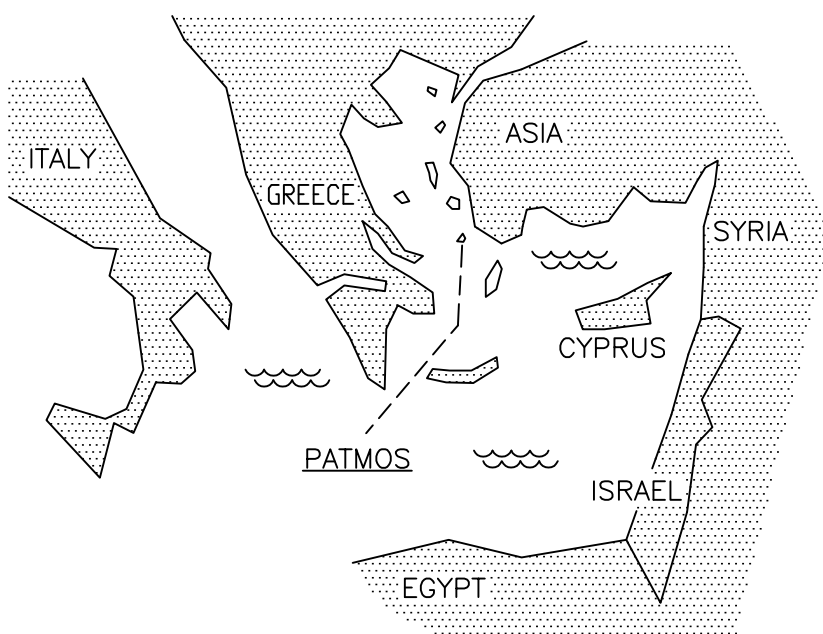 ASIA
ITALY
GREECE
SYRIA
CYPRUS
PATMOS
ISRAEL
EGYPT